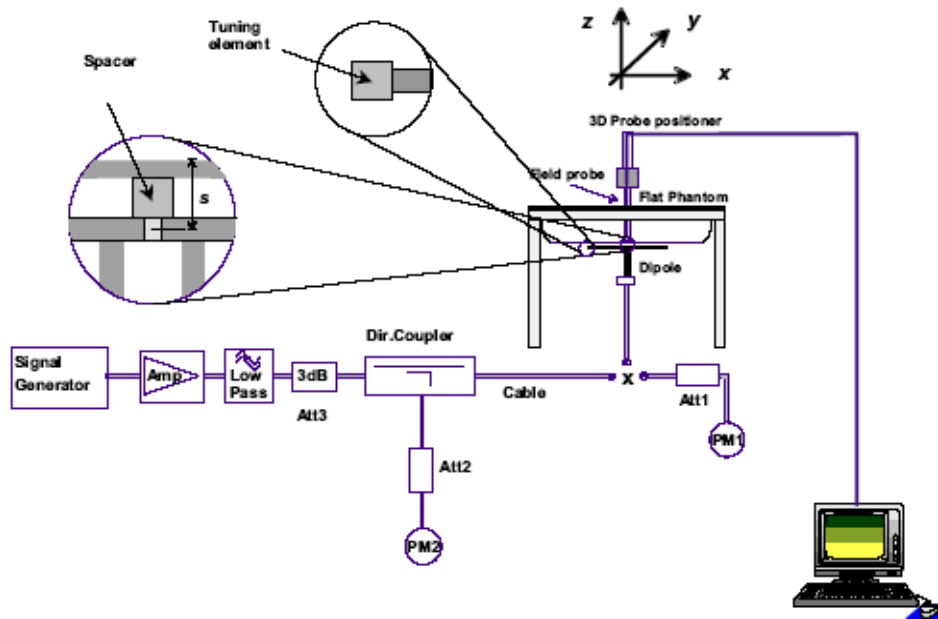 Tuning
element
z
y
x
Spacer
3D Probe positioner
Field probe
Flat Phantom
s
Dipole
Dir.Coupler
Signal
Generator
Amp
Low
Pass
3dB
Att3
Cable
x
Att1
PM1
Att2
PM2